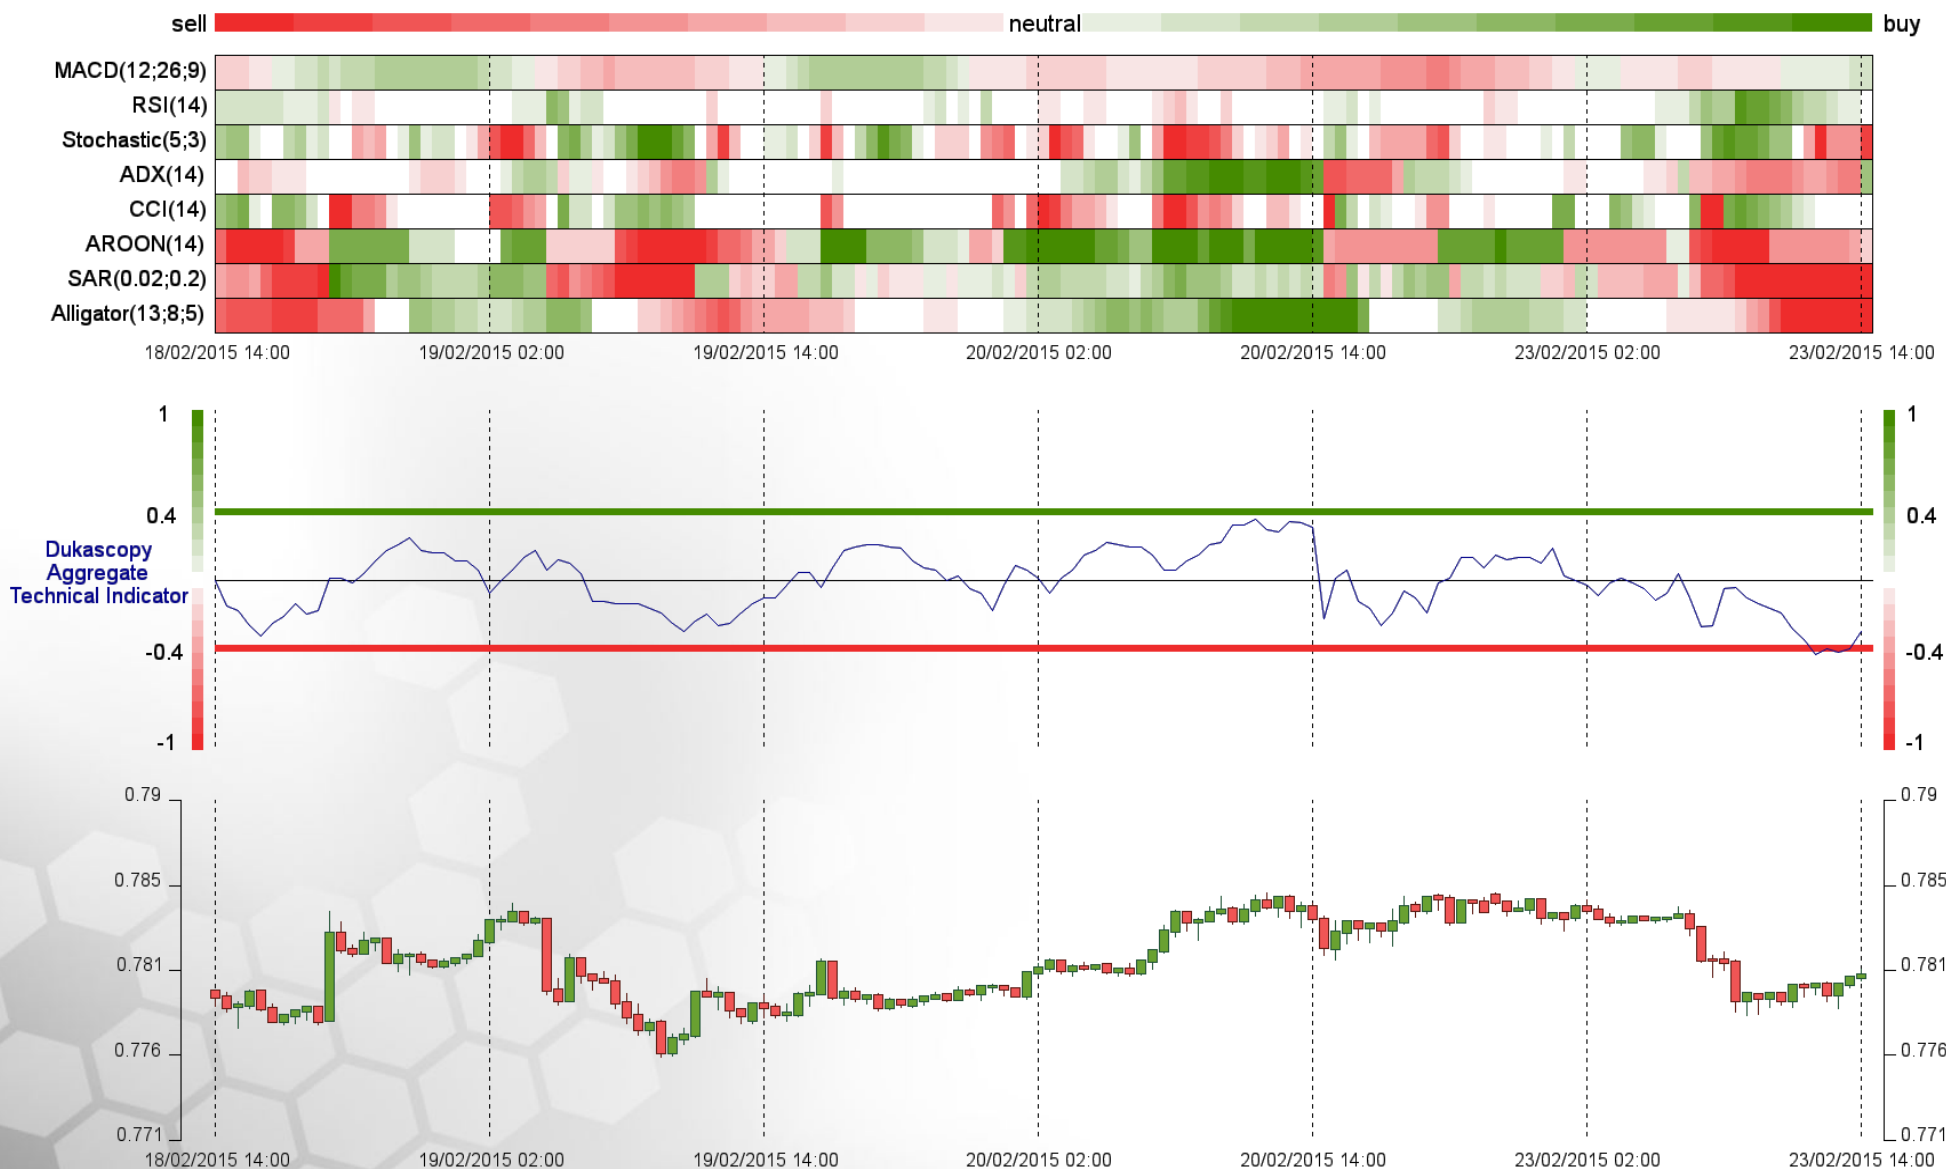 sell neutral buy
MACD(12;26;9)
RSI(14)
Stochastic(5;3)
ADX(14)
CCI(14)
AROON(14)
SAR(0.02;0.2)
Alligator(13;8;5)
18/02/2015 14:00 19/02/2015 02:00 19/02/2015 14:00 20/02/2015 02:00 20/02/2015 14:00 23/02/2015 02:00 23/02/2015 14:00
1 1
0.4 0.4
Dukascopy
Aggregate
Technical Indicator
-0.4 -0.4
-1 -1
0.79 0.79
0.785 0.785
0.781 0.781
0.776 0.776
0.771 0.771
18/02/2015 14:00 19/02/2015 02:00 19/02/2015 14:00 20/02/2015 02:00 20/02/2015 14:00 23/02/2015 02:00 23/02/2015 14:00